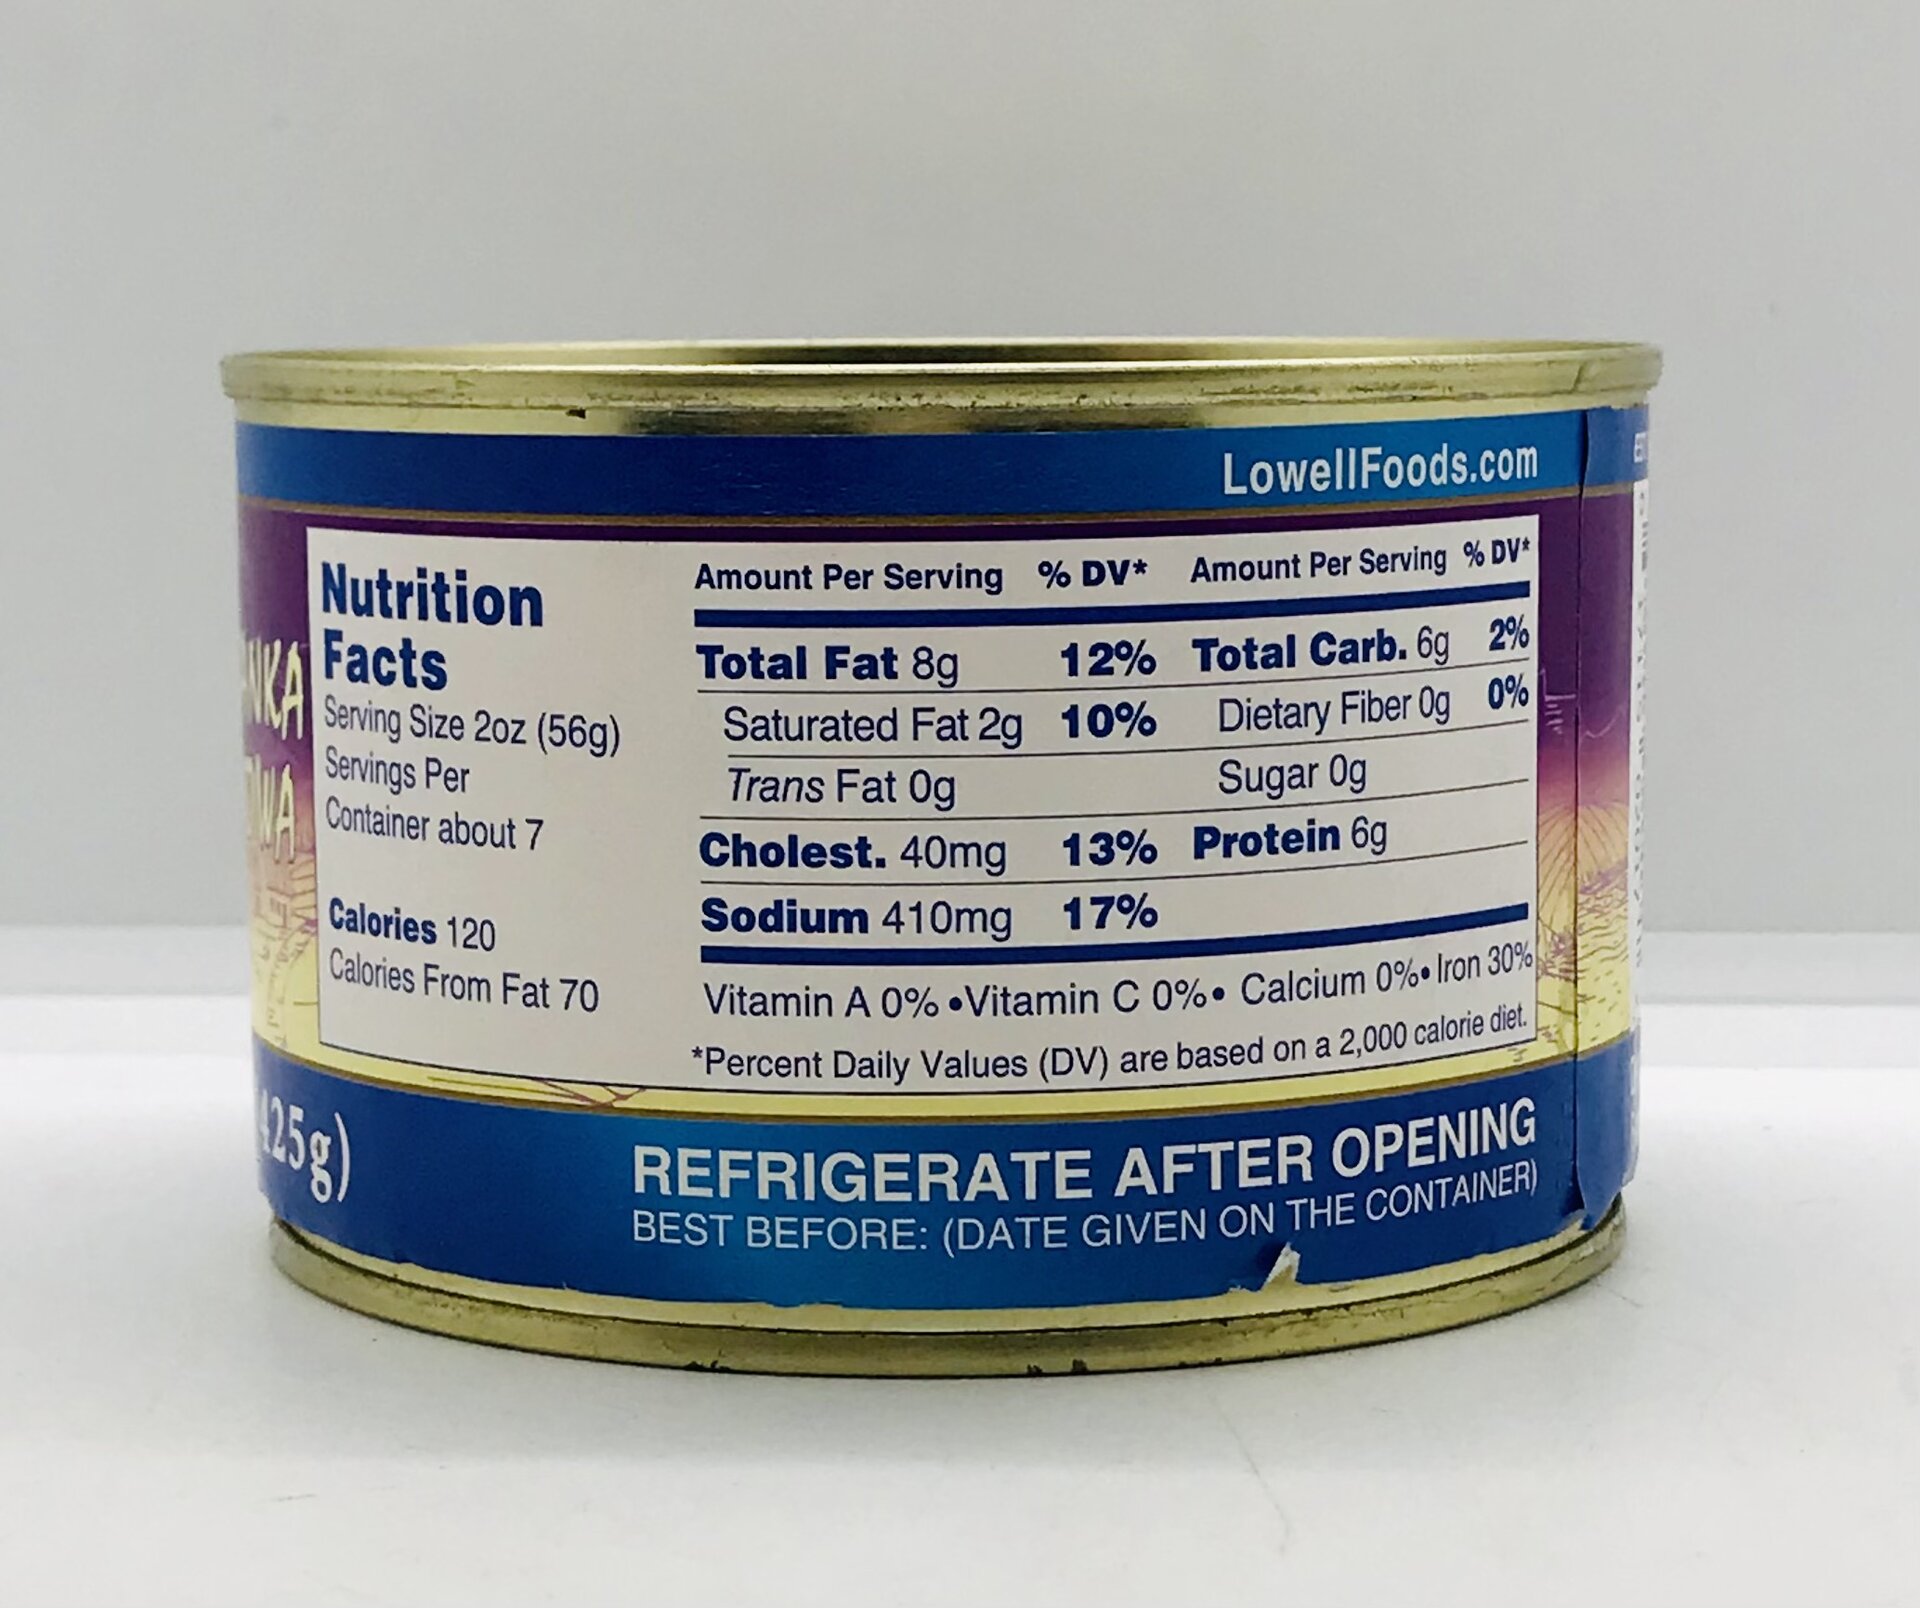 LowellFoods.com
Nutrition
Facts
Serving Size 2oz (56g)
Servings Per
Container about 7
Calories 120
Calories From Fat 70
Amount Per Serving % DV* Amount Per Serving % DV*
Total Fat 8g 12% Total Carb. 6g 2%
Saturated Fat 2g 10% Dietary Fiber 0g 0%
Trans Fat 0g Sugar 0g
Cholest. 40mg 13% Protein 6g
Sodium 410mg 17%
Vitamin A 0% •Vitamin C 0%• Calcium 0%• Iron 30%
*Percent Daily Values (DV) are based on a 2,000 calorie diet.
425g)
REFRIGERATE AFTER OPENING
BEST BEFORE: (DATE GIVEN ON THE CONTAINER)